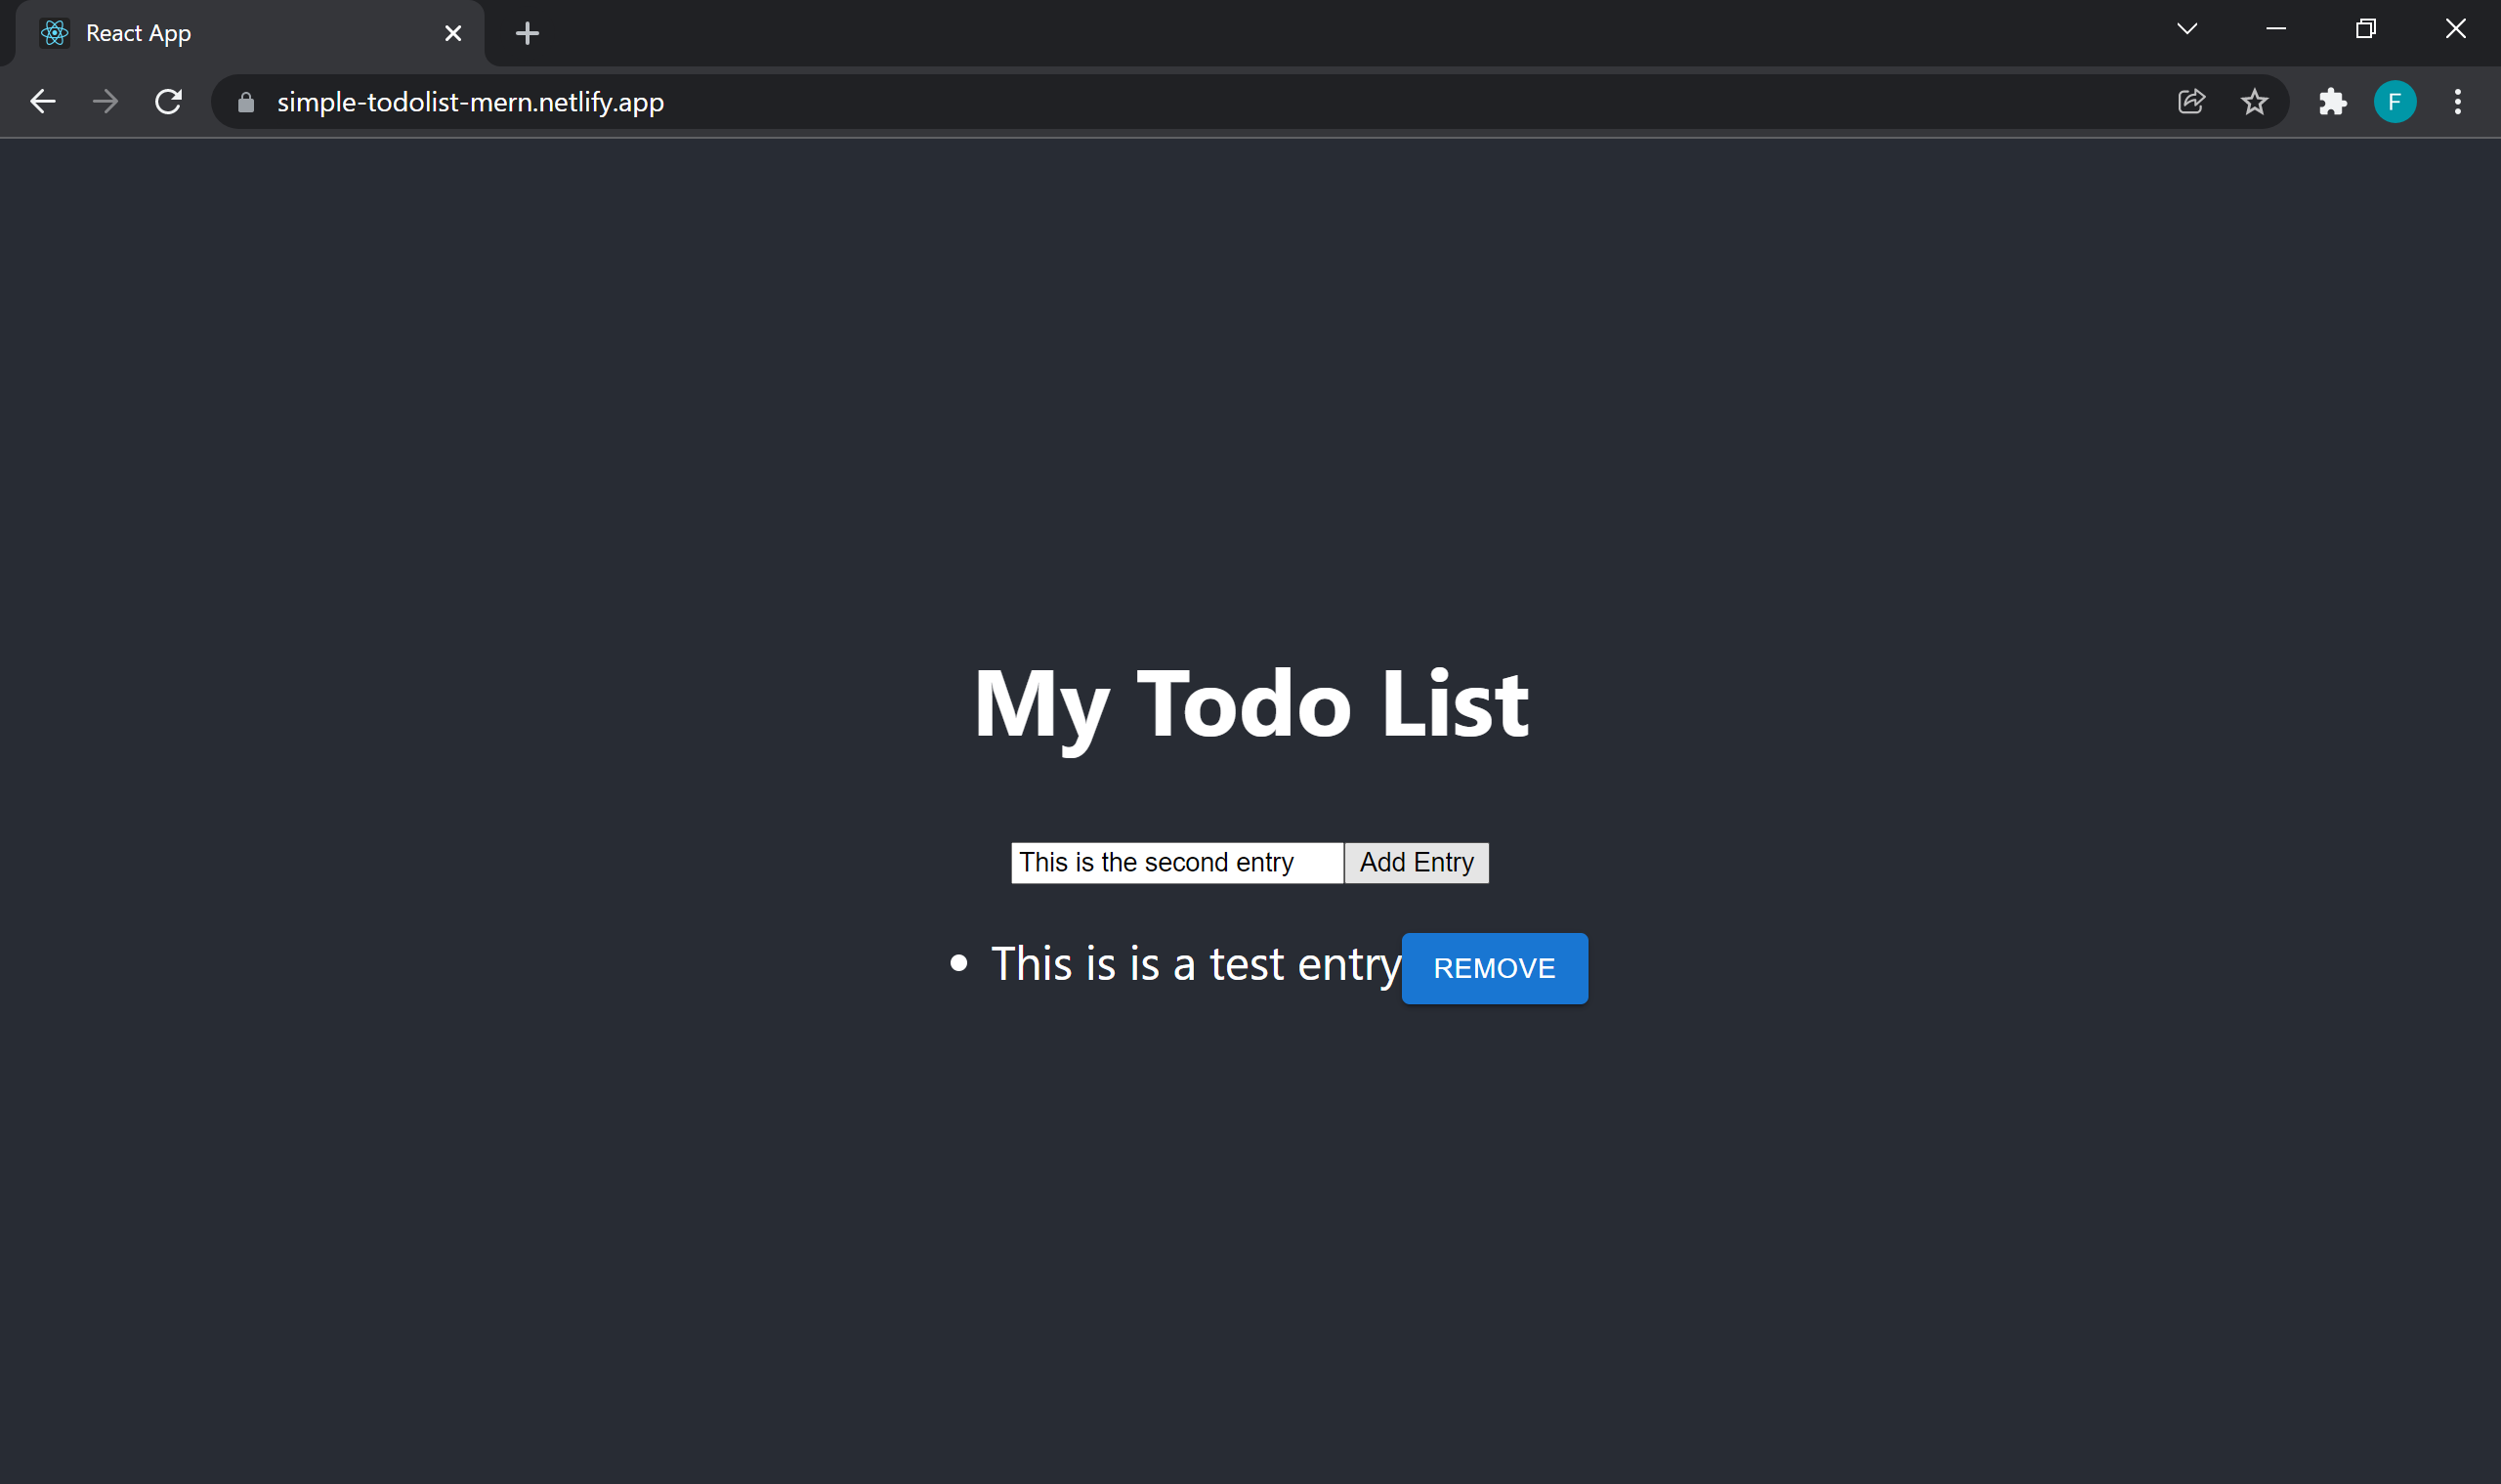 React App
simple-todolist-mern.netlify.app
F
My Todo List
This is the second entry Add Entry
• This is is a test entry REMOVE